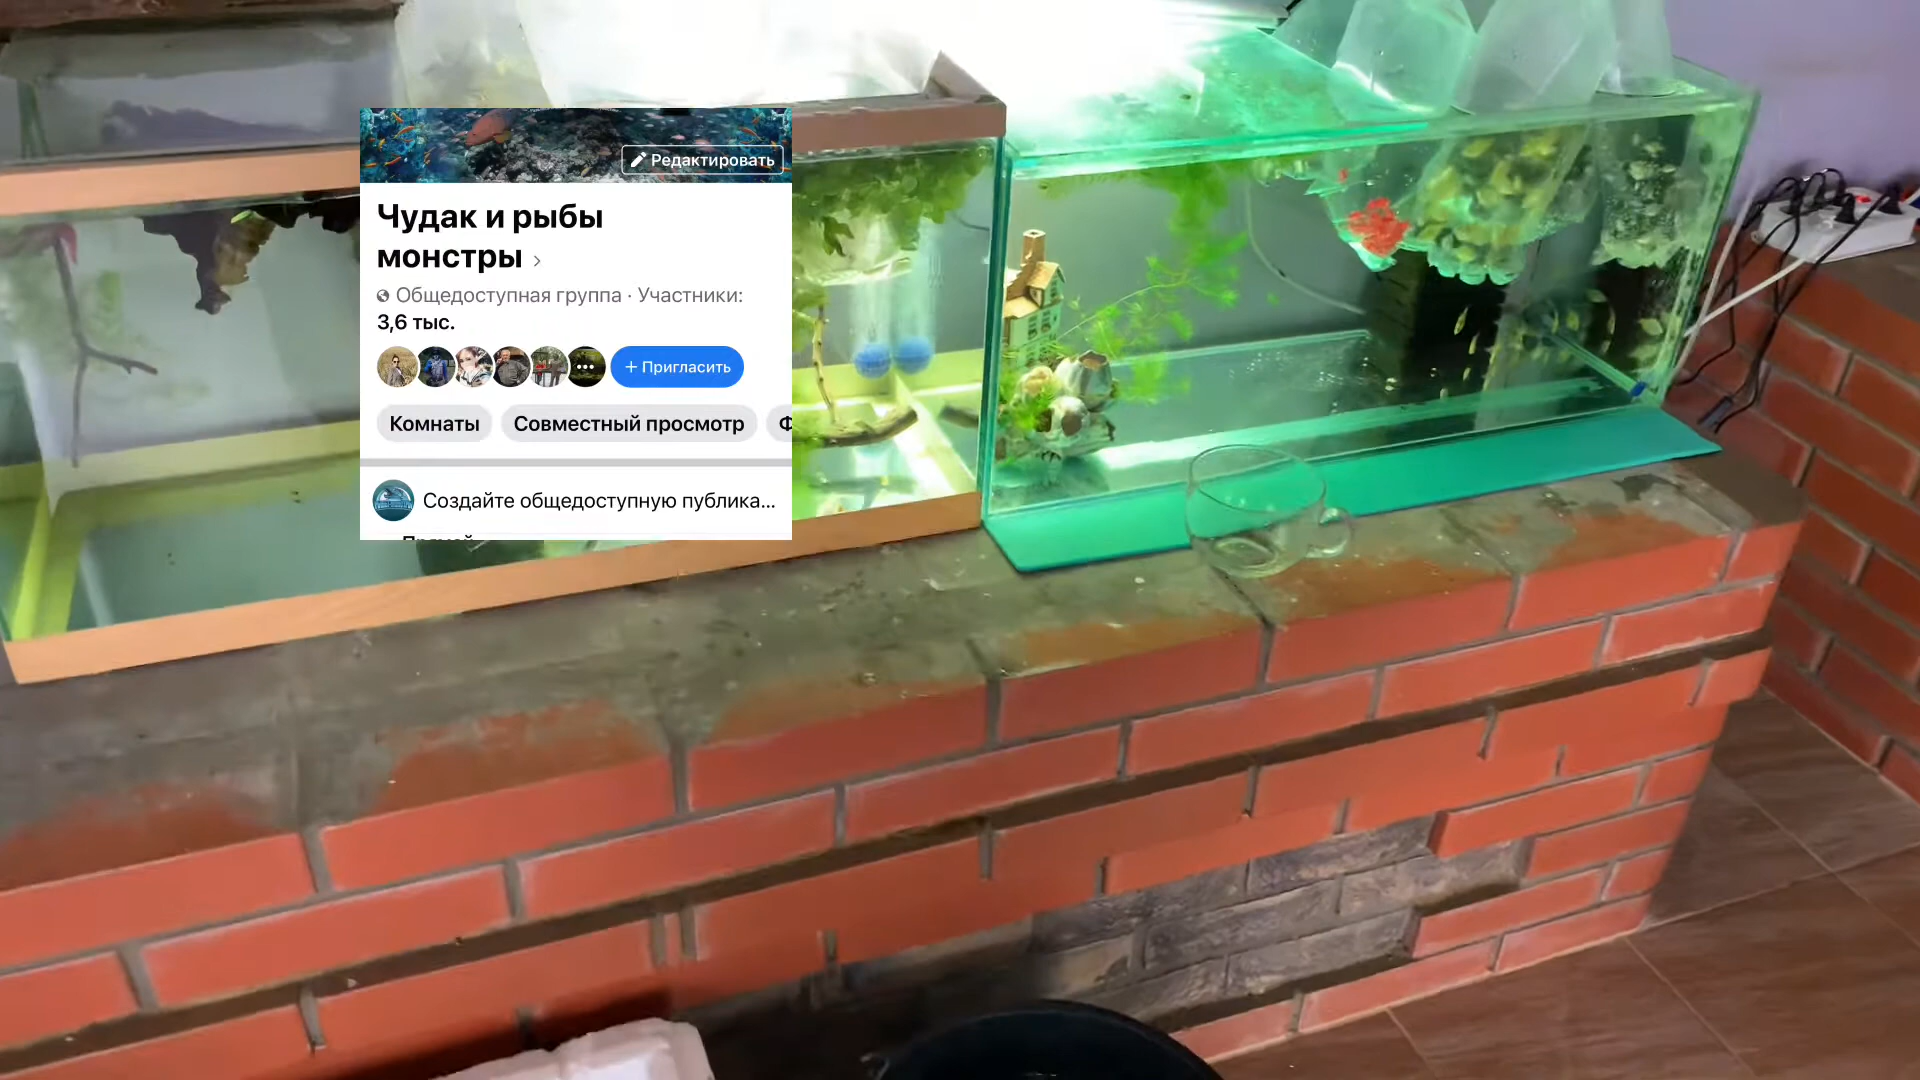 Редактировать
Чудак и рыбы
монстры
Общедоступная группа · Участники:
3,6 тыс.
+ Пригласить
Комнаты
Совместный просмотр
Создайте общедоступную публика...